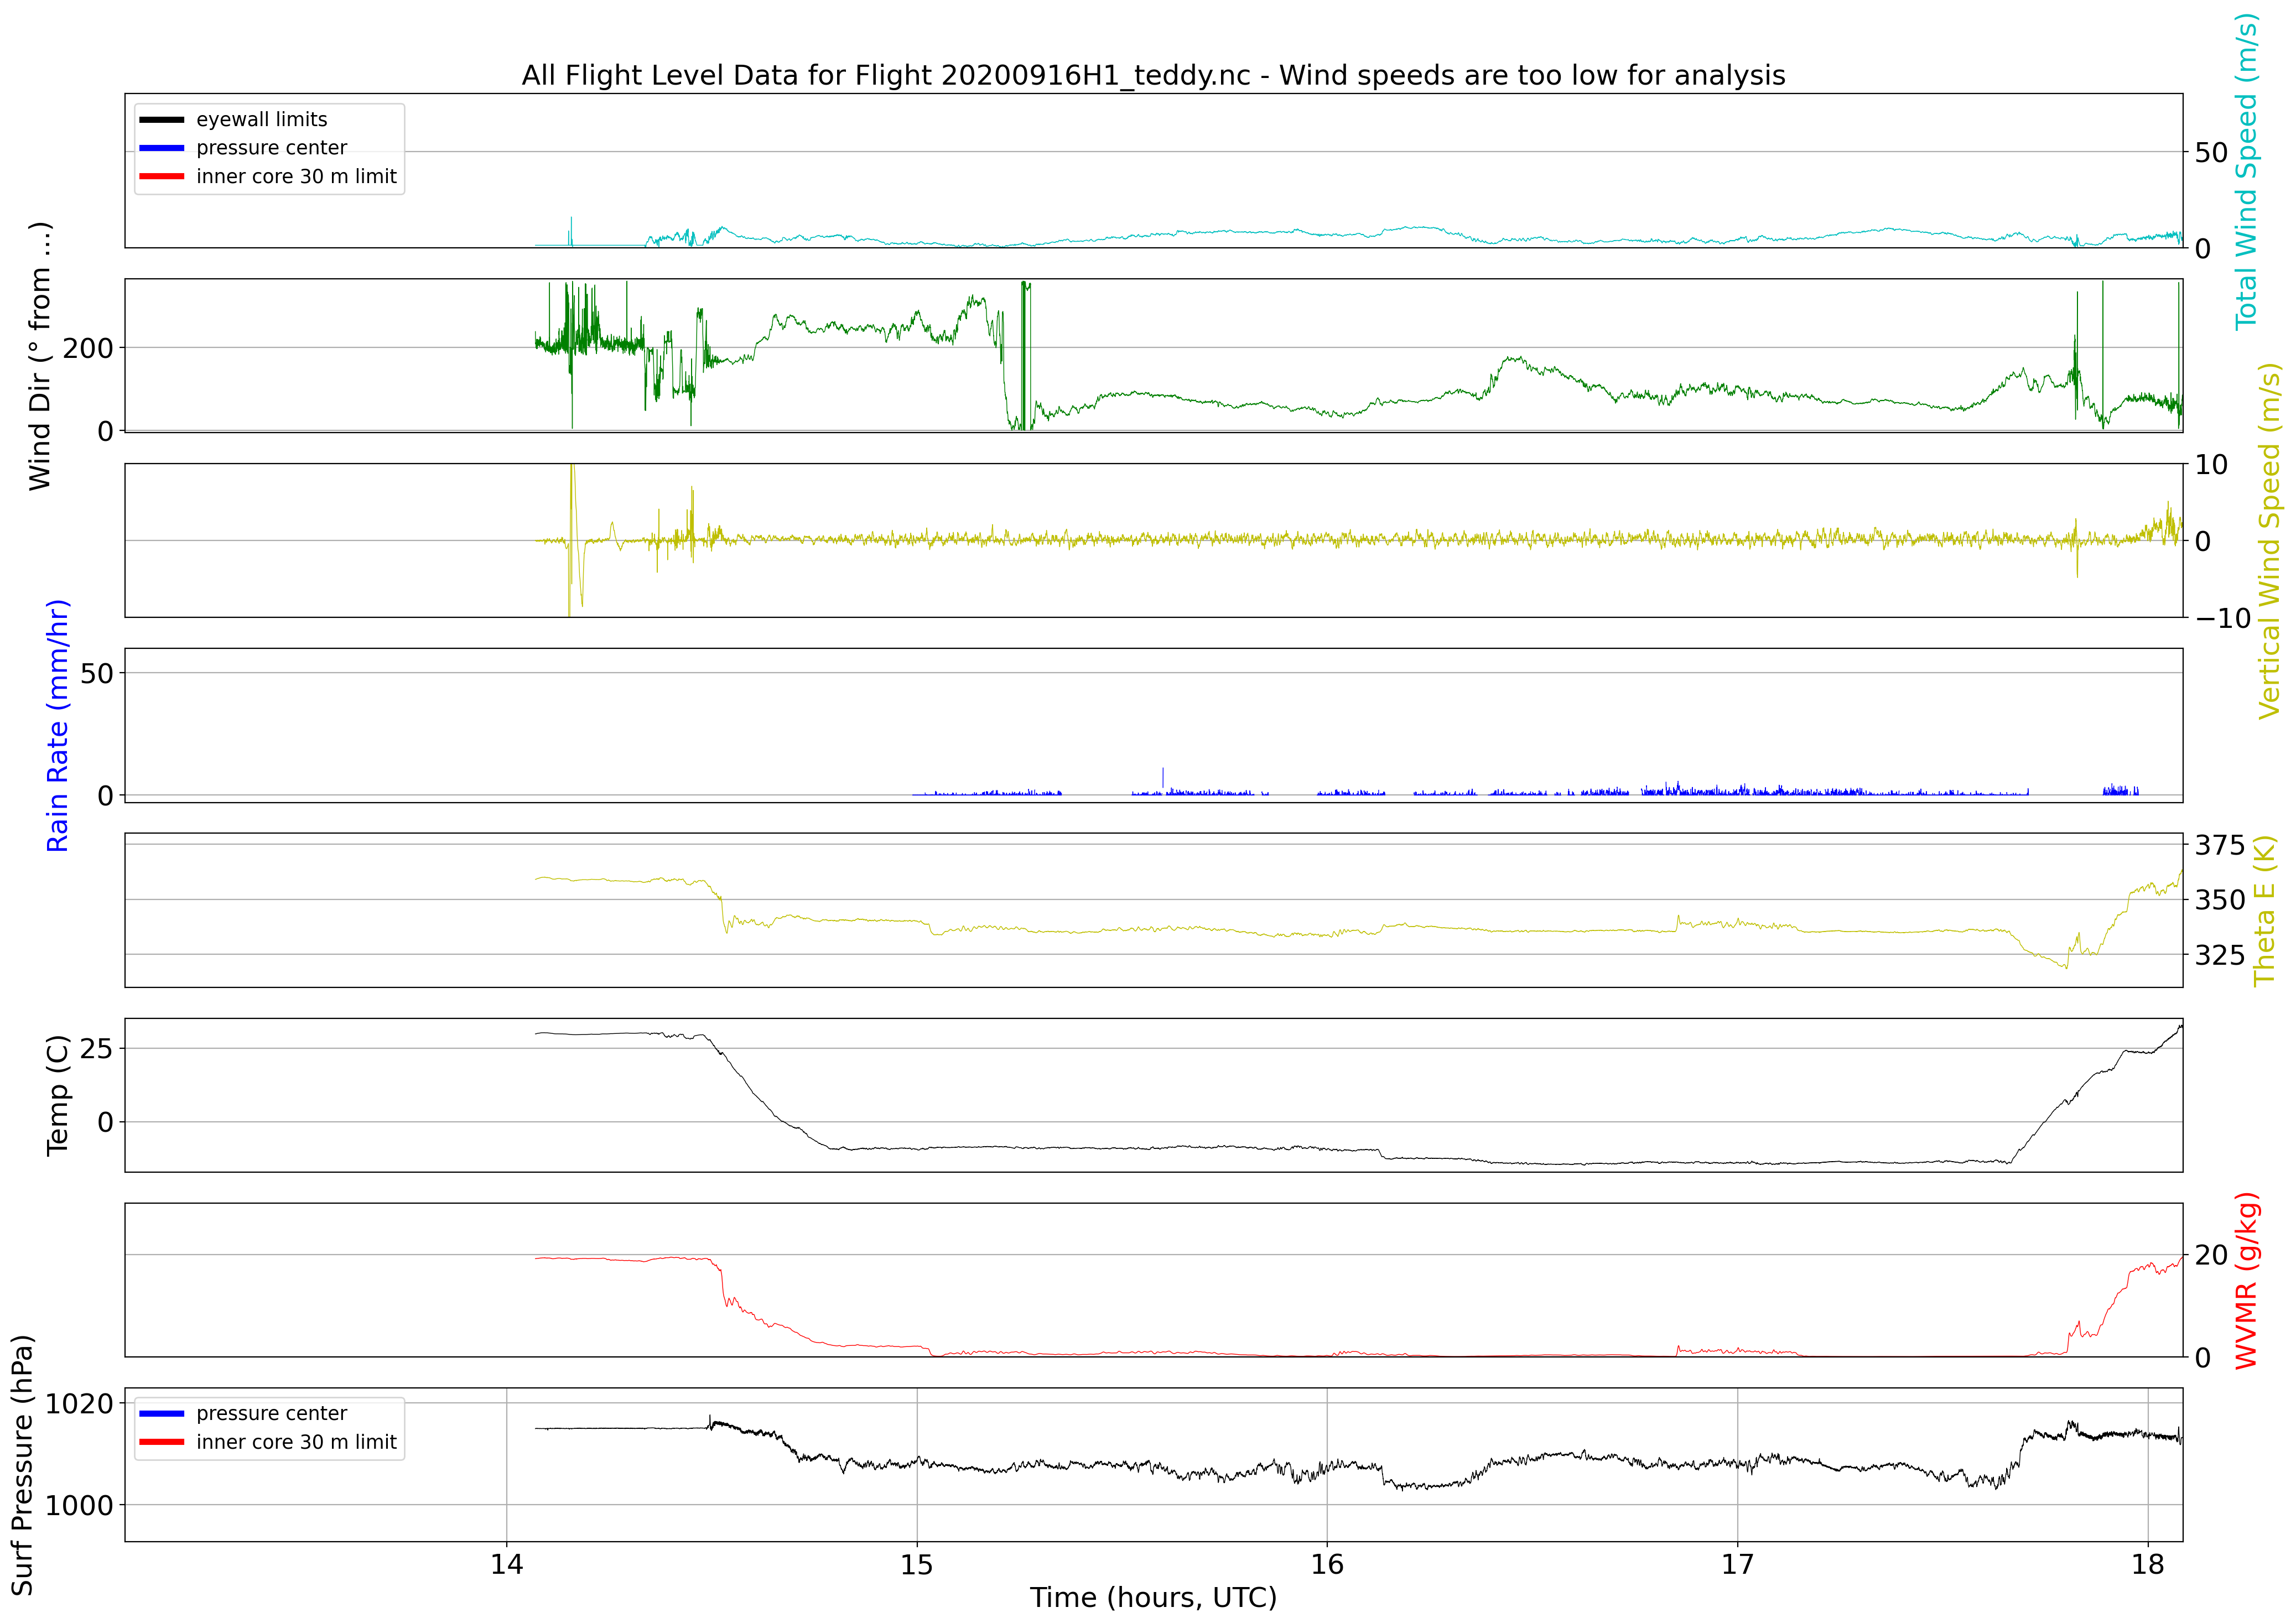 All Flight Level Data for Flight 20200916H1_teddy.nc - Wind speeds are too low for analysis
eyewall limits
pressure center
inner core 30 m limit
50
0
Total Wind Speed (m/s)
Wind Dir (° from ...)
200
0
10
0
−10
Vertical Wind Speed (m/s)
Rain Rate (mm/hr)
50
0
375
350
325
Theta E (K)
Temp (C)
25
0
20
0
WVMR (g/kg)
Surf Pressure (hPa)
1020
1000
pressure center
inner core 30 m limit
14
15
16
17
18
Time (hours, UTC)